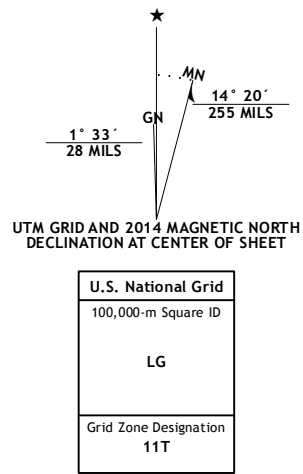 ★
MN
GN
14° 20´
255 MILS
1° 33´
28 MILS
UTM GRID AND 2014 MAGNETIC NORTH
DECLINATION AT CENTER OF SHEET
U.S. National Grid
100,000-m Square ID
LG
Grid Zone Designation
11T